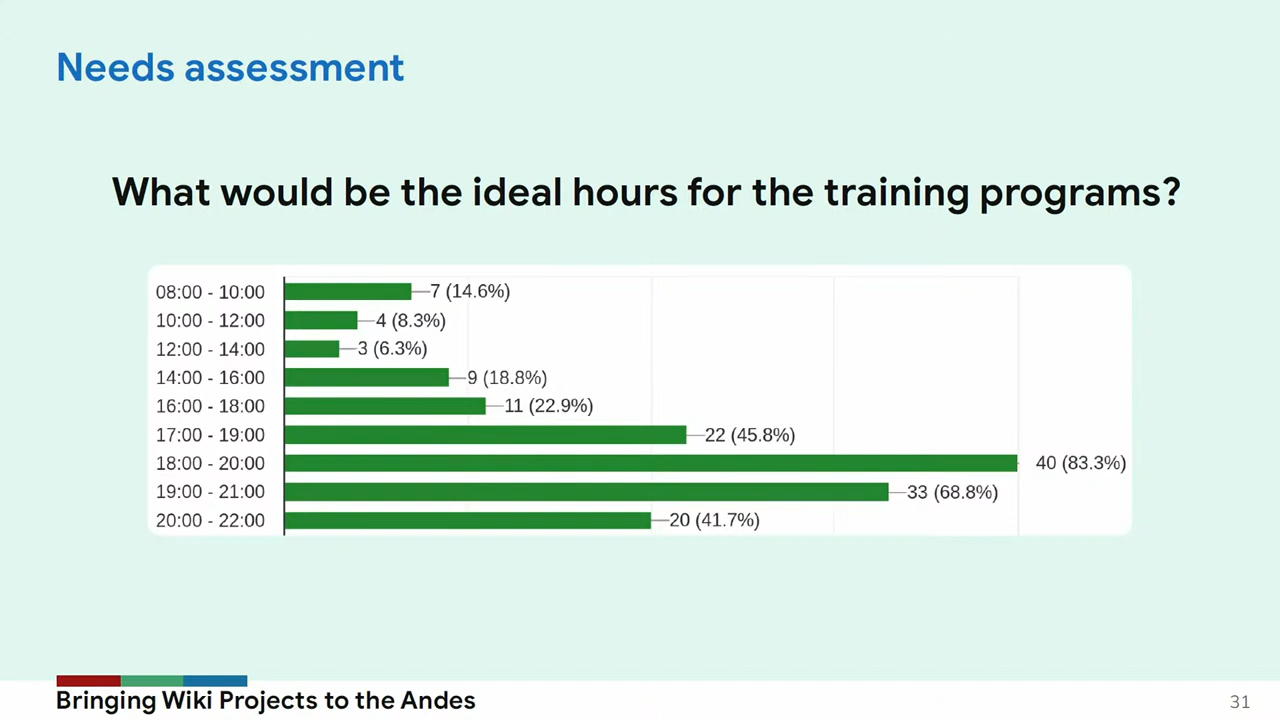 Needs assessment
What would be the ideal hours for the training programs?
08:00 - 10:00 7 (14.6%)
10:00 - 12:00 4 (8.3%)
12:00 - 14:00 3 (6.3%)
14:00 - 16:00 9 (18.8%)
16:00 - 18:00 11 (22.9%)
17:00 - 19:00 22 (45.8%)
18:00 - 20:00 40 (83.3%)
19:00 - 21:00 33 (68.8%)
20:00 - 22:00 20 (41.7%)
Bringing Wiki Projects to the Andes
31